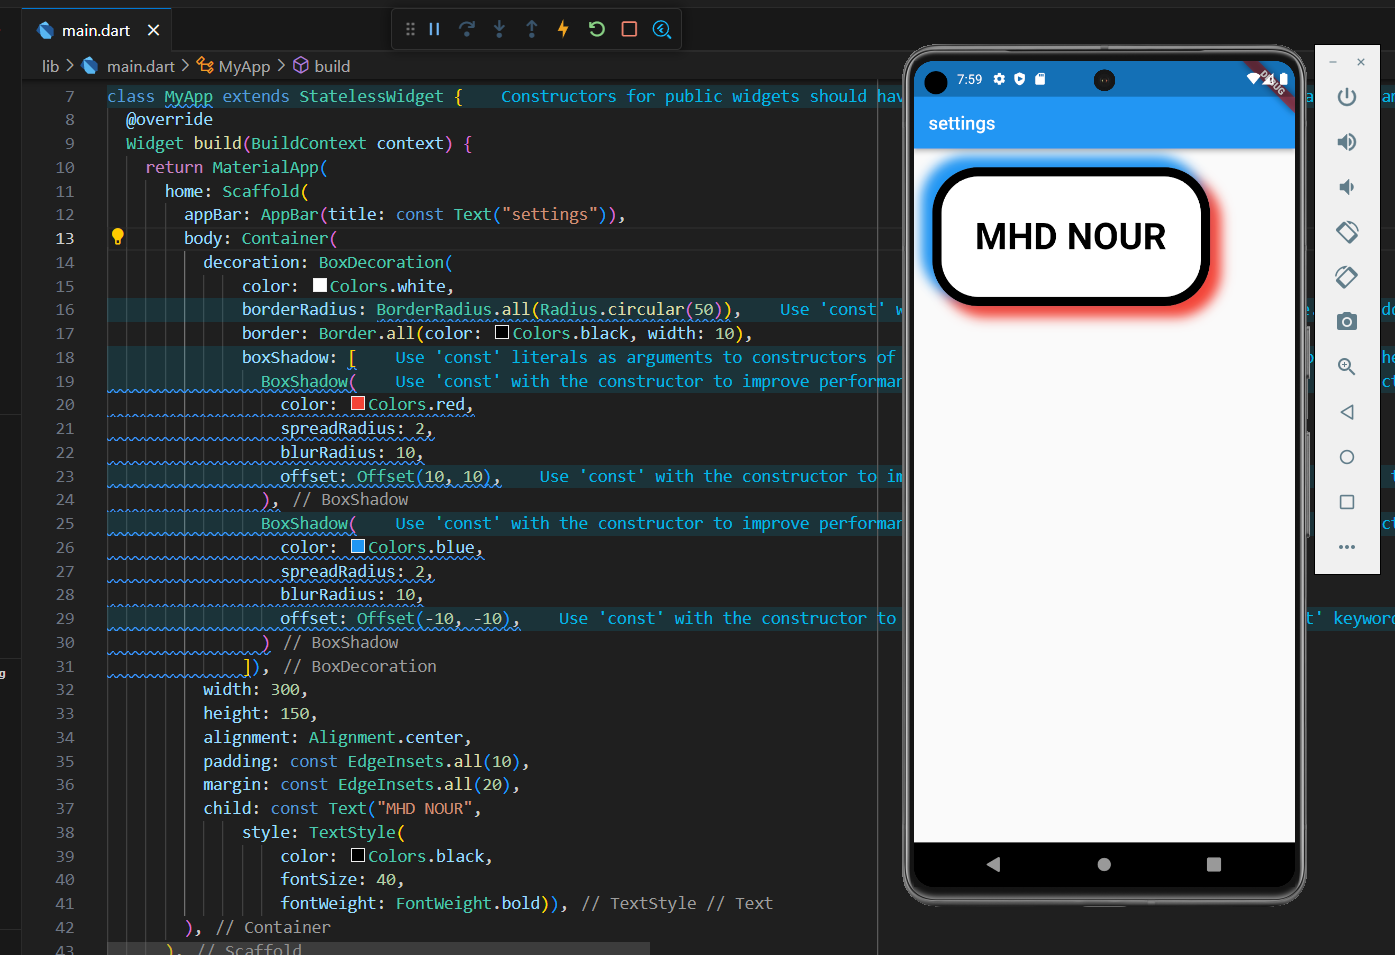 main.dart
lib > main.dart > MyApp > build
7 class MyApp extends StatelessWidget { Constructors for public widgets should hav
8 @override
9 Widget build(BuildContext context) {
10 return MaterialApp(
11 home: Scaffold(
12 appBar: AppBar(title: const Text("settings")),
13 body: Container(
14 decoration: BoxDecoration(
15 color: Colors.white,
16 borderRadius: BorderRadius.all(Radius.circular(50)), Use 'const' w
17 border: Border.all(color: Colors.black, width: 10),
18 boxShadow: [ Use 'const' literals as arguments to constructors of
19 BoxShadow( Use 'const' with the constructor to improve performan
20 color: Colors.red,
21 spreadRadius: 2,
22 blurRadius: 10,
23 offset: Offset(10, 10), Use 'const' with the constructor to im
24 ), // BoxShadow
25 BoxShadow( Use 'const' with the constructor to improve performan
26 color: Colors.blue,
27 spreadRadius: 2,
28 blurRadius: 10,
29 offset: Offset(-10, -10), Use 'const' with the constructor to t' keyword
30 ) // BoxShadow
31 ]), // BoxDecoration
32 width: 300,
33 height: 150,
34 alignment: Alignment.center,
35 padding: const EdgeInsets.all(10),
36 margin: const EdgeInsets.all(20),
37 child: const Text("MHD NOUR",
38 style: TextStyle(
39 color: Colors.black,
40 fontSize: 40,
41 fontWeight: FontWeight.bold)), // TextStyle // Text
42 ), // Container
43 ), // Scaffold
7:59
DEBUG
settings
MHD NOUR